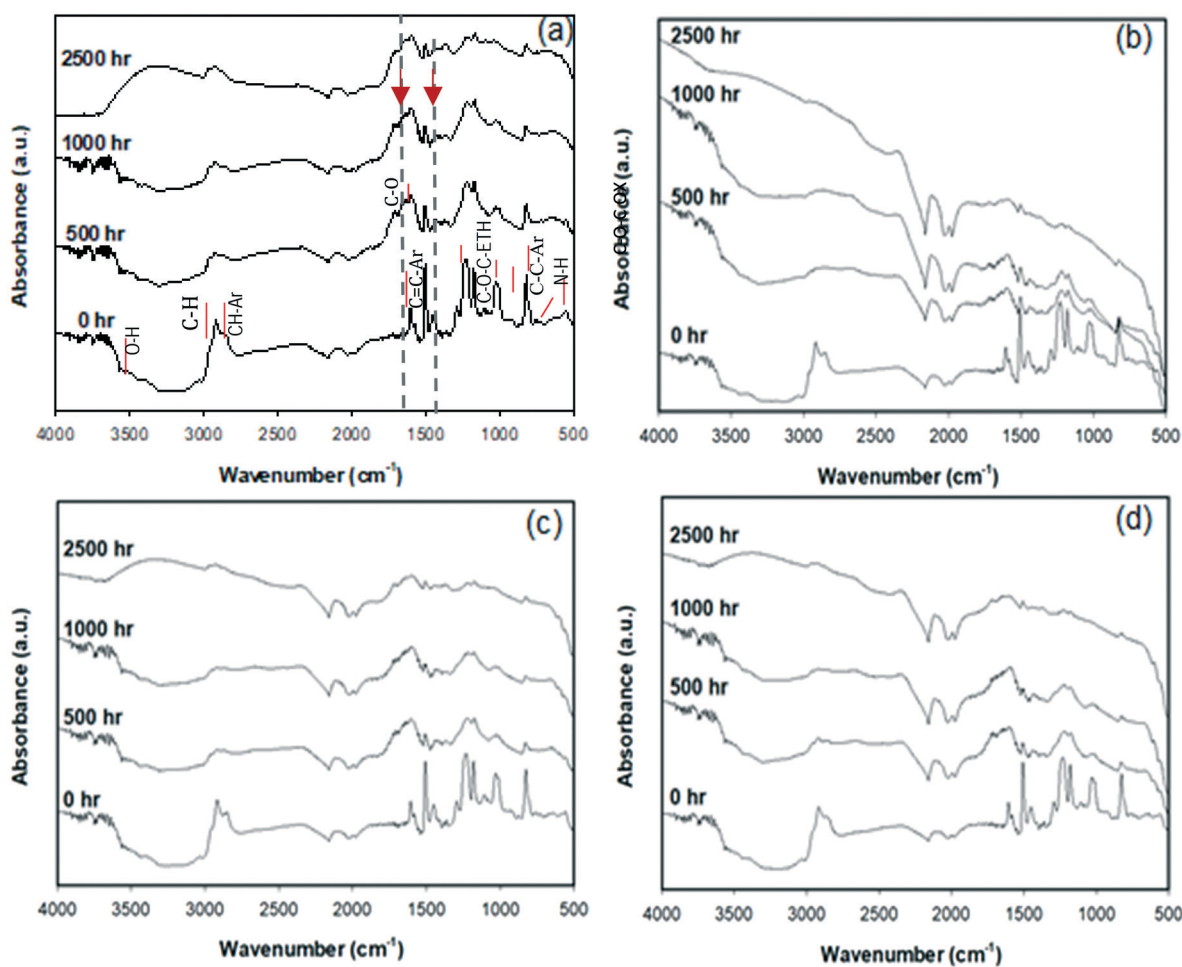 (a)
2500 hr
1000 hr
500 hr
0 hr
O-H
C-H
CH-Ar
C-O
C=C-Ar
C-O-C-ETH
C-C-Ar
N-H
Absorbance (a.u.)
4000 3500 3000 2500 2000 1500 1000 500
Wavenumber (cm⁻¹)
(b)
2500 hr
1000 hr
500 hr
0 hr
Absorbance (a.u.)
4000 3500 3000 2500 2000 1500 1000 500
Wavenumber (cm⁻¹)
(c)
2500 hr
1000 hr
500 hr
0 hr
Absorbance (a.u.)
4000 3500 3000 2500 2000 1500 1000 500
Wavenumber (cm⁻¹)
(d)
2500 hr
1000 hr
500 hr
0 hr
Absorbance (a.u.)
4000 3500 3000 2500 2000 1500 1000 500
Wavenumber (cm⁻¹)